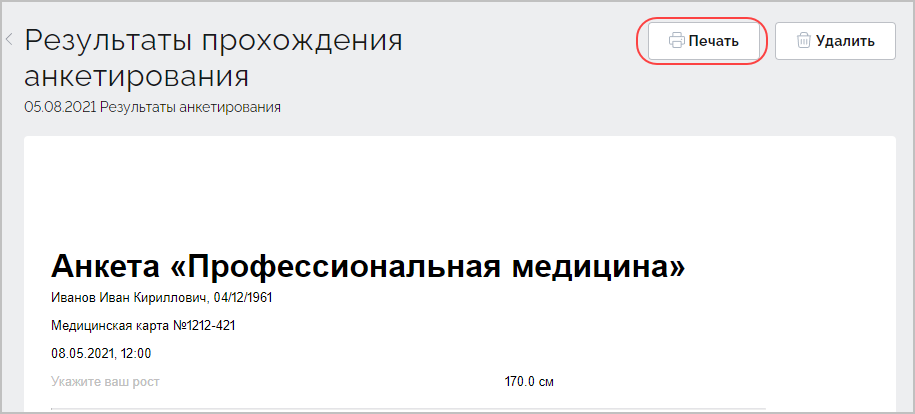 Результаты прохождения
анкетирования
Печать
Удалить
05.08.2021 Результаты анкетирования
Анкета «Профессиональная медицина»
Иванов Иван Кириллович, 04/12/1961
Медицинская карта №1212-421
08.05.2021, 12:00
Укажите ваш рост 170.0 см